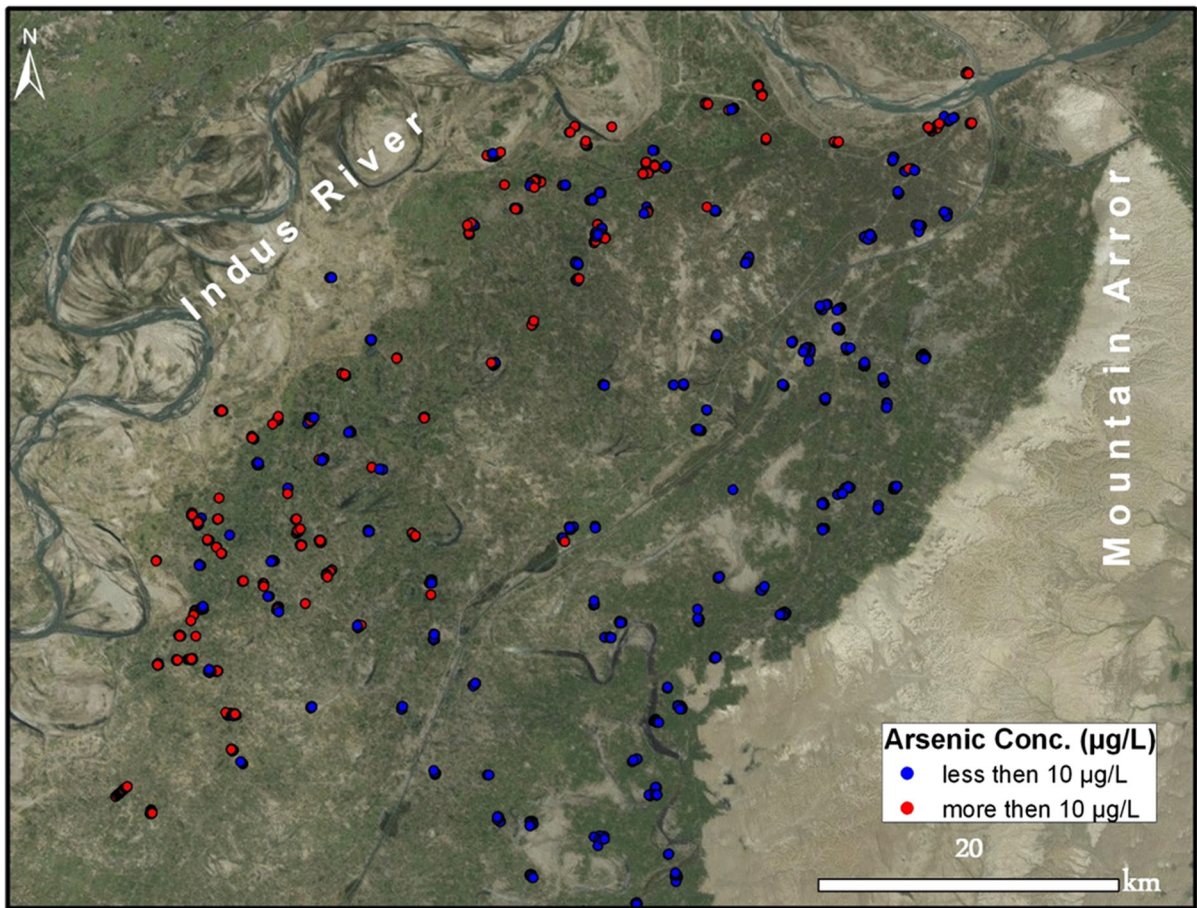 N
Indus River
Mountain Arror
Arsenic Conc. (µg/L)
less then 10 µg/L
more then 10 µg/L
20
km